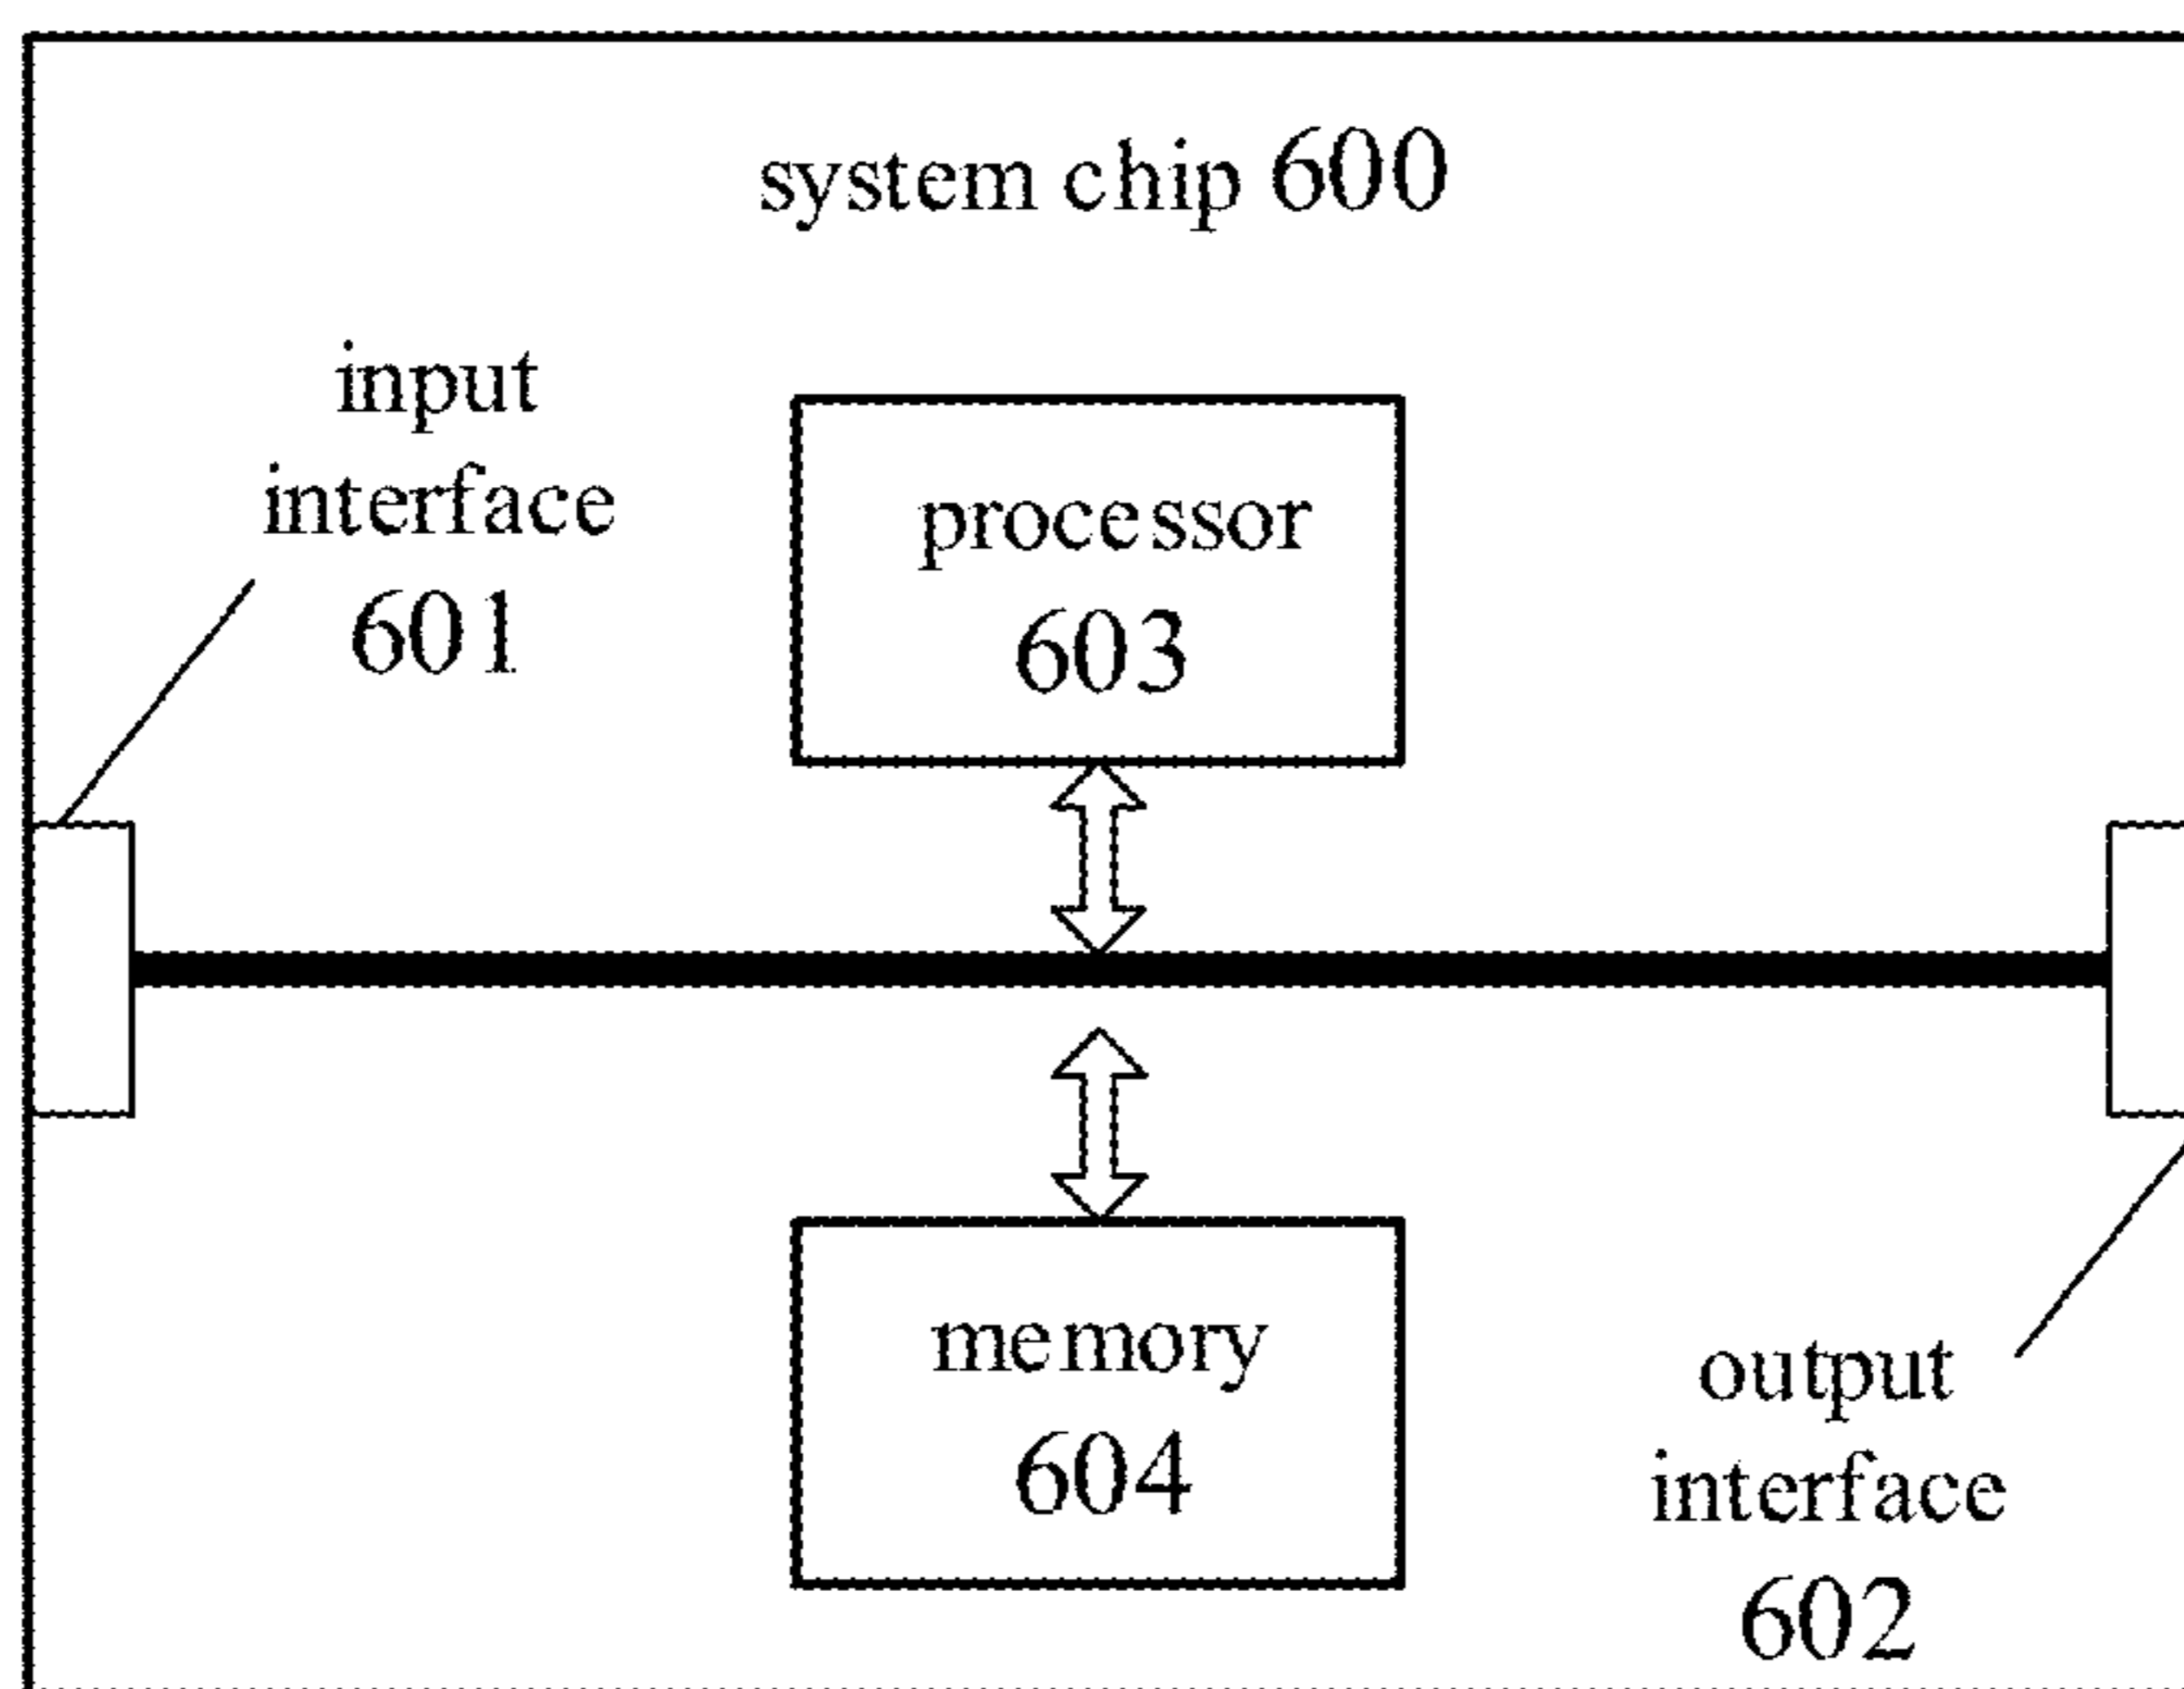 system chip 600
input
interface
601
processor
603
memory
604
output
interface
602